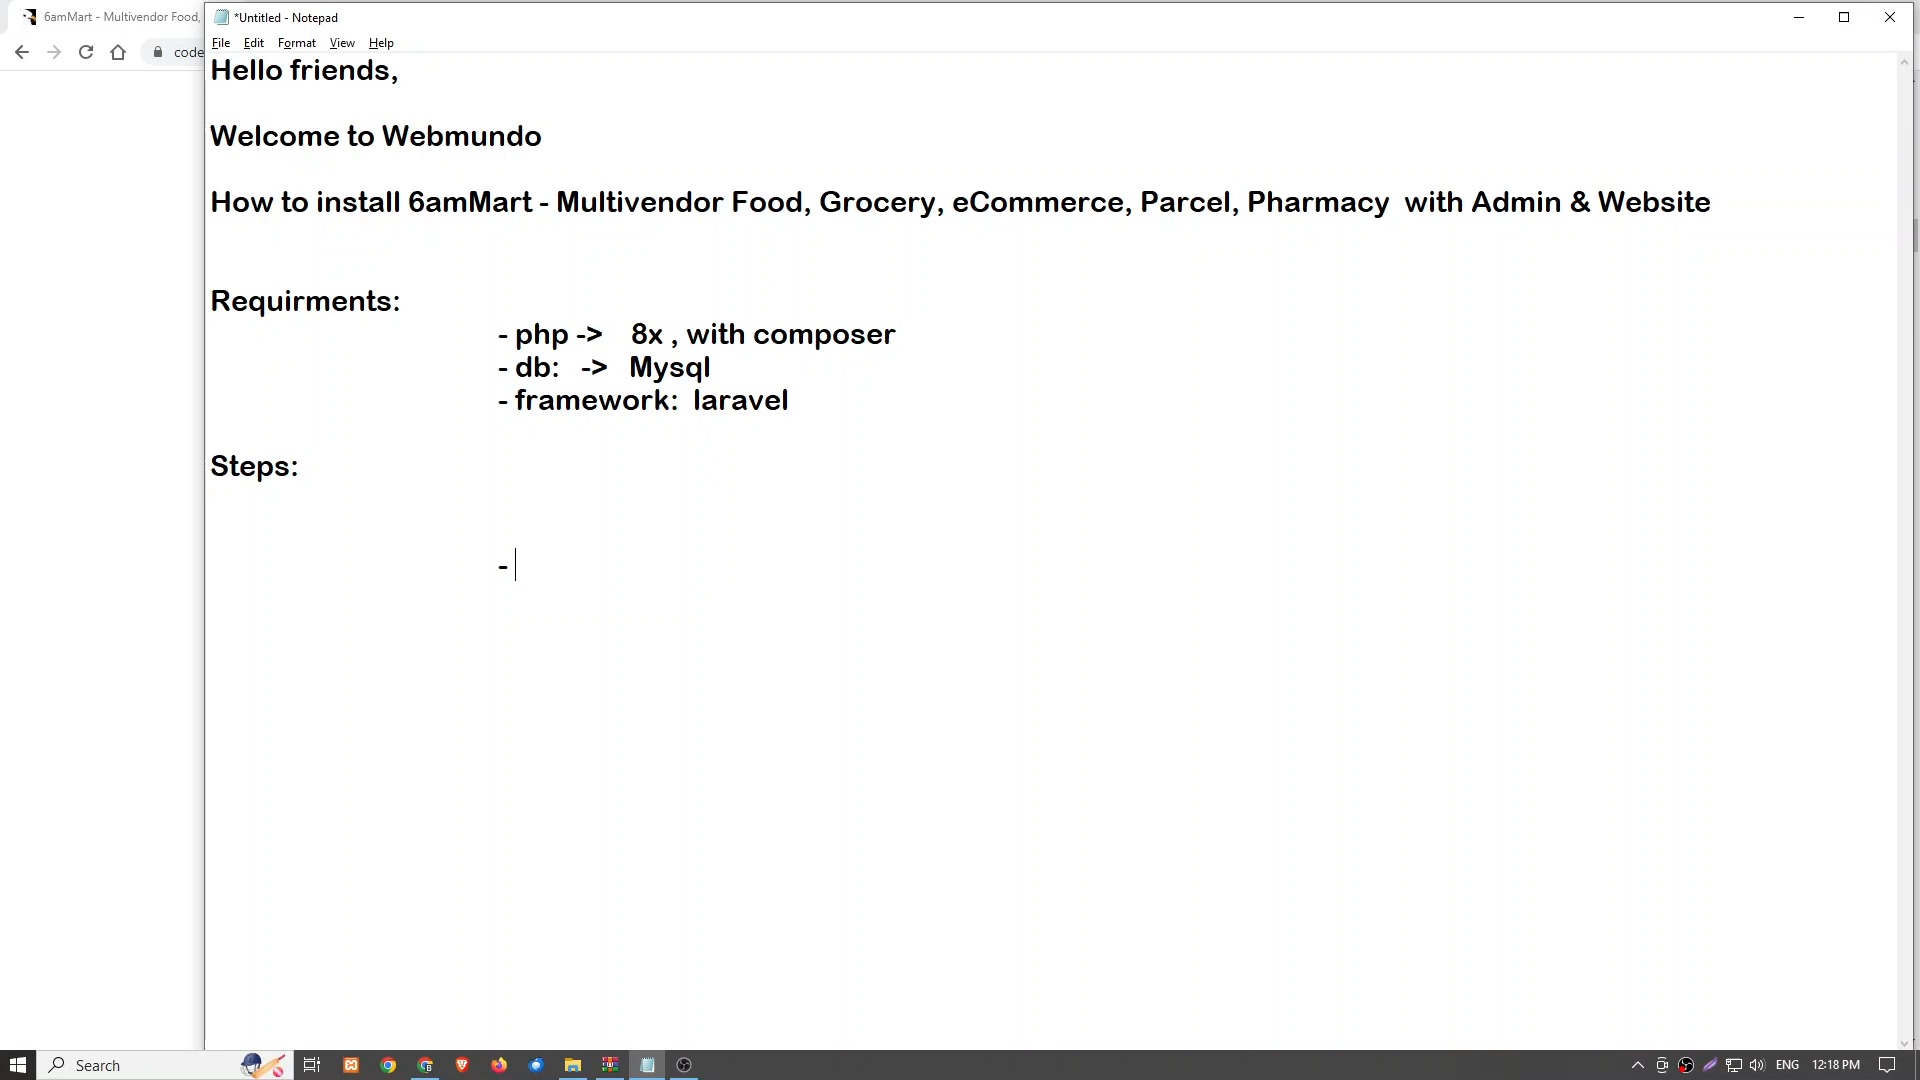 6amMart - Multivendor Food,
*Untitled - Notepad
code
File Edit Format View Help
Hello friends,
Welcome to Webmundo
How to install 6amMart - Multivendor Food, Grocery, eCommerce, Parcel, Pharmacy  with Admin & Website
Requirments:
- php ->    8x , with composer
- db:   ->   Mysql
- framework:  laravel
Steps:
-
Search
ENG 12:18 PM